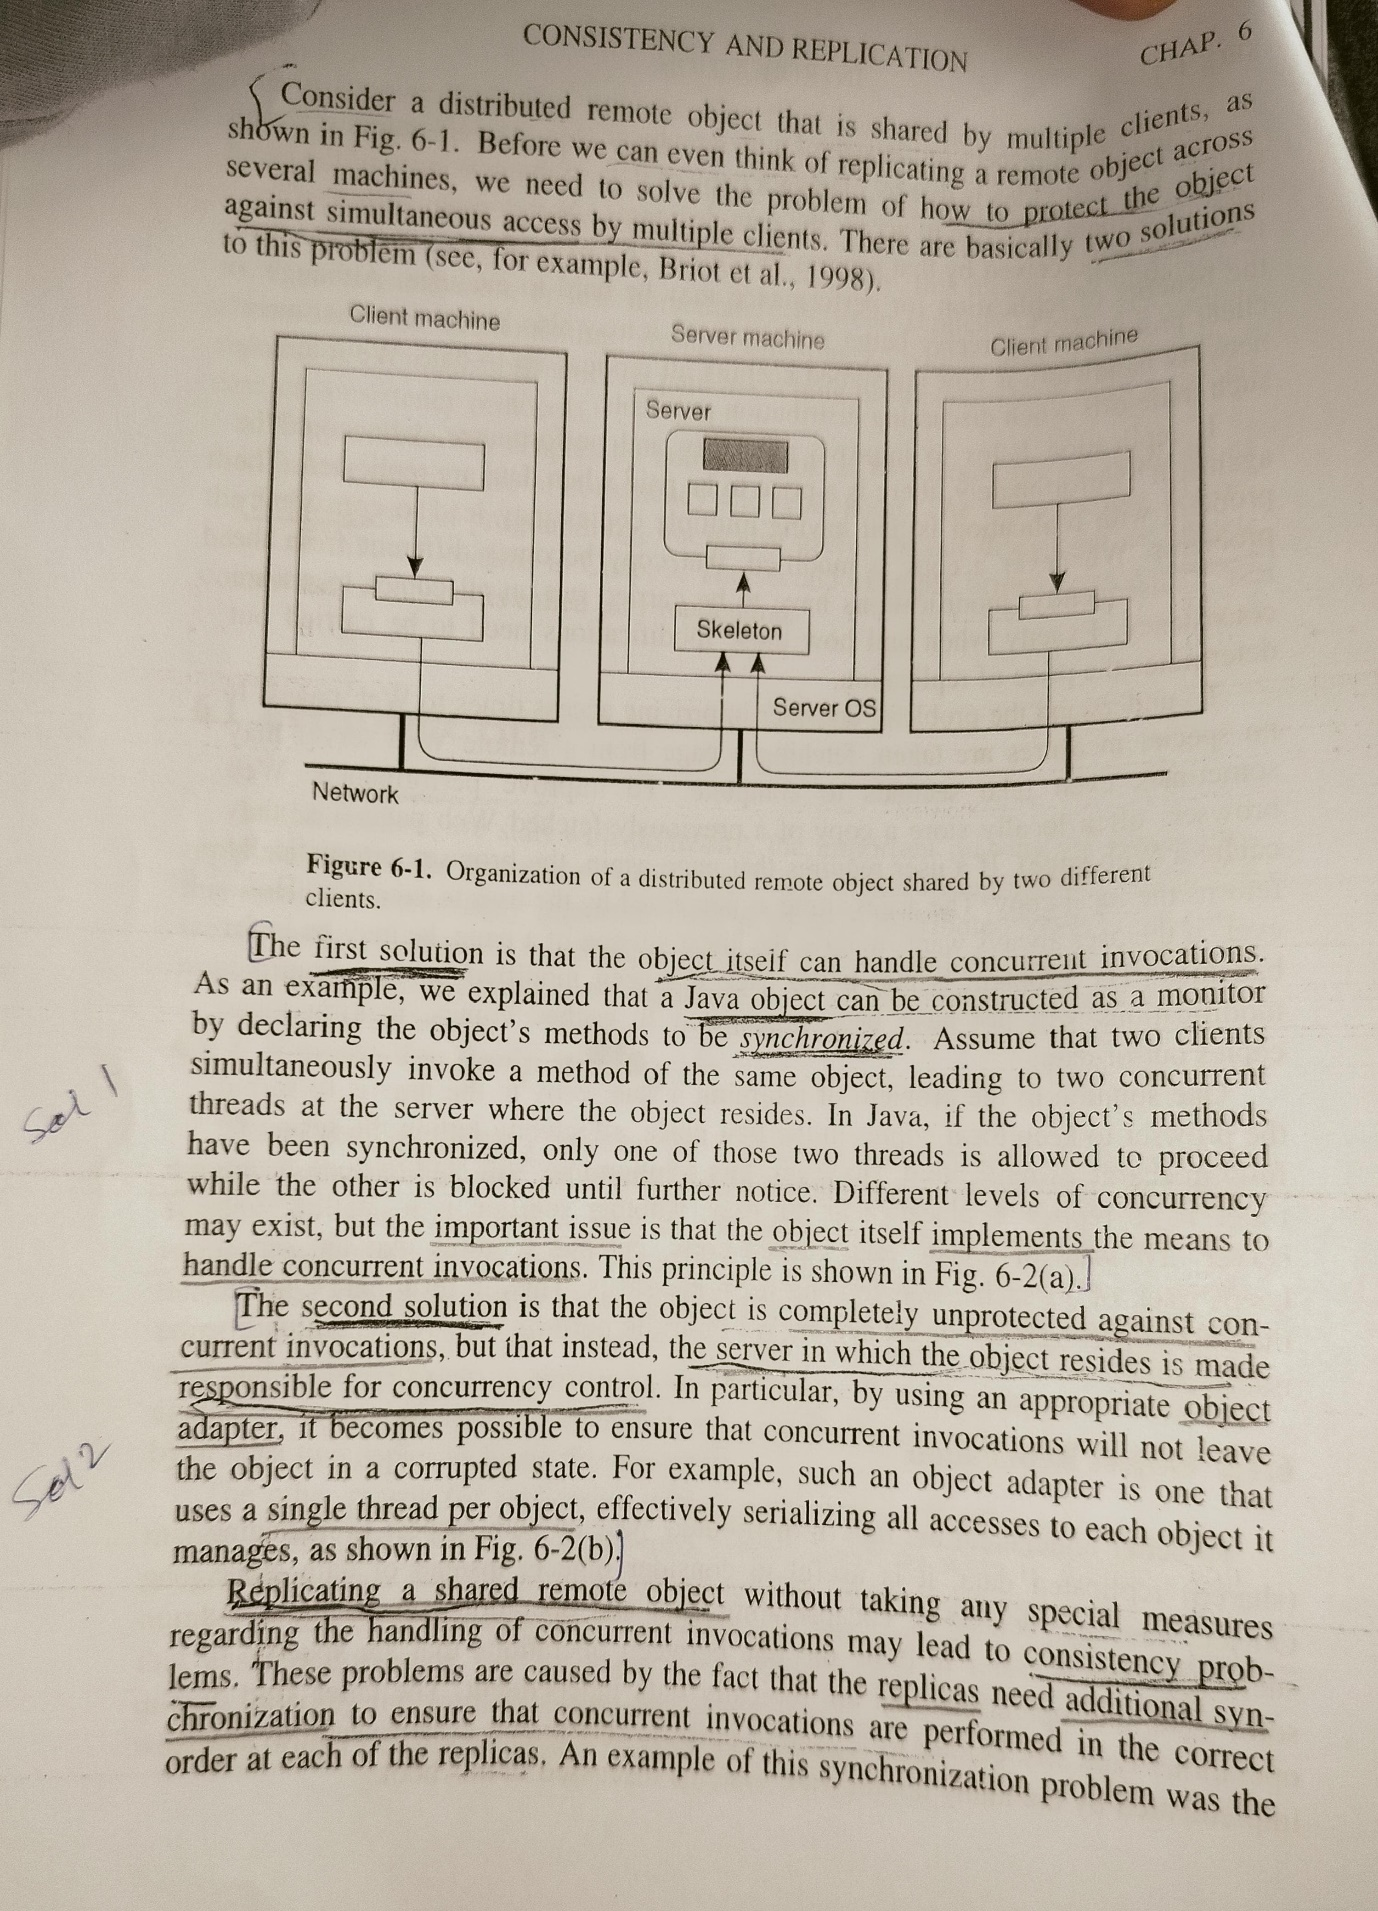 CONSISTENCY AND REPLICATION
CHAP. 6
Consider a distributed remote object that is shared by multiple clients, as
shown in Fig. 6-1. Before we can even think of replicating a remote object across
several machines, we need to solve the problem of how to protect the object
against simultaneous access by multiple clients. There are basically two solutions
to this problem (see, for example, Briot et al., 1998).
Client machine
Server machine
Client machine
Server
Skeleton
Server OS
Network
Figure 6-1. Organization of a distributed remote object shared by two different
clients.
The first solution is that the object itself can handle concurrent invocations.
As an example, we explained that a Java object can be constructed as a monitor
by declaring the object's methods to be synchronized. Assume that two clients
simultaneously invoke a method of the same object, leading to two concurrent
Sol 1
threads at the server where the object resides. In Java, if the object's methods
have been synchronized, only one of those two threads is allowed to proceed
while the other is blocked until further notice. Different levels of concurrency
may exist, but the important issue is that the object itself implements the means to
handle concurrent invocations. This principle is shown in Fig. 6-2(a).
The second solution is that the object is completely unprotected against con-
current invocations, but that instead, the server in which the object resides is made
responsible for concurrency control. In particular, by using an appropriate object
adapter, it becomes possible to ensure that concurrent invocations will not leave
Sol 2
the object in a corrupted state. For example, such an object adapter is one that
uses a single thread per object, effectively serializing all accesses to each object it
manages, as shown in Fig. 6-2(b).
Replicating a shared remote object without taking any special measures
regarding the handling of concurrent invocations may lead to consistency prob-
lems. These problems are caused by the fact that the replicas need additional syn-
chronization to ensure that concurrent invocations are performed in the correct
order at each of the replicas. An example of this synchronization problem was the